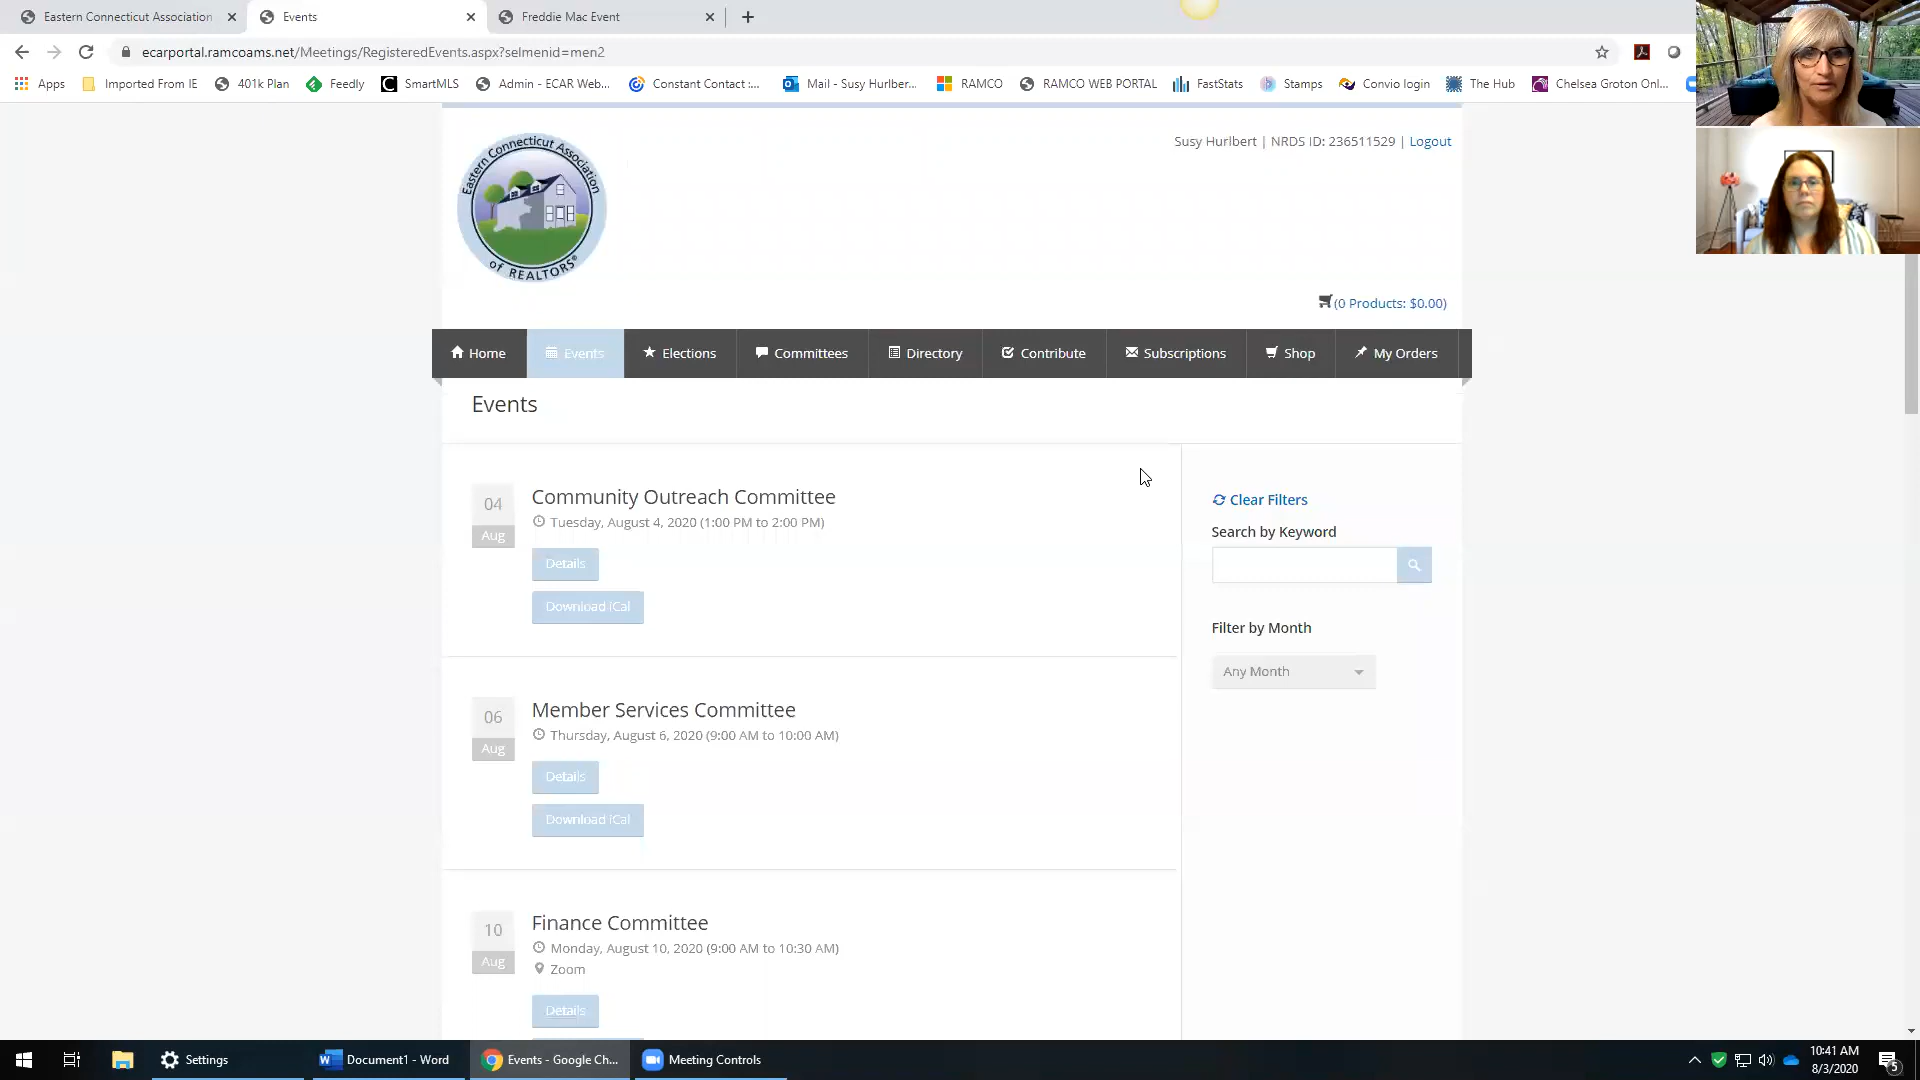 Eastern Connecticut Association
Events
Freddie Mac Event
ecarportal.ramcoams.net/Meetings/RegisteredEvents.aspx?selmenid=men2
Apps
Imported From IE
401k Plan
Feedly
SmartMLS
Admin - ECAR Web...
Constant Contact :...
Mail - Susy Hurlber...
RAMCO
RAMCO WEB PORTAL
FastStats
Stamps
Convio login
The Hub
Chelsea Groton Onl...
Eastern Connecticut Association
of REALTORS®
Susy Hurlbert | NRDS ID: 236511529 | Logout
(0 Products: $0.00)
Home
Events
Elections
Committees
Directory
Contribute
Subscriptions
Shop
My Orders
Events
04
Aug
Community Outreach Committee
Tuesday, August 4, 2020 (1:00 PM to 2:00 PM)
Details
Download iCal
Clear Filters
Search by Keyword
Filter by Month
Any Month
06
Aug
Member Services Committee
Thursday, August 6, 2020 (9:00 AM to 10:00 AM)
Details
Download iCal
10
Aug
Finance Committee
Monday, August 10, 2020 (9:00 AM to 10:30 AM)
Zoom
Details
Settings
Document1 - Word
Events - Google Ch...
Meeting Controls
10:41 AM
8/3/2020
5